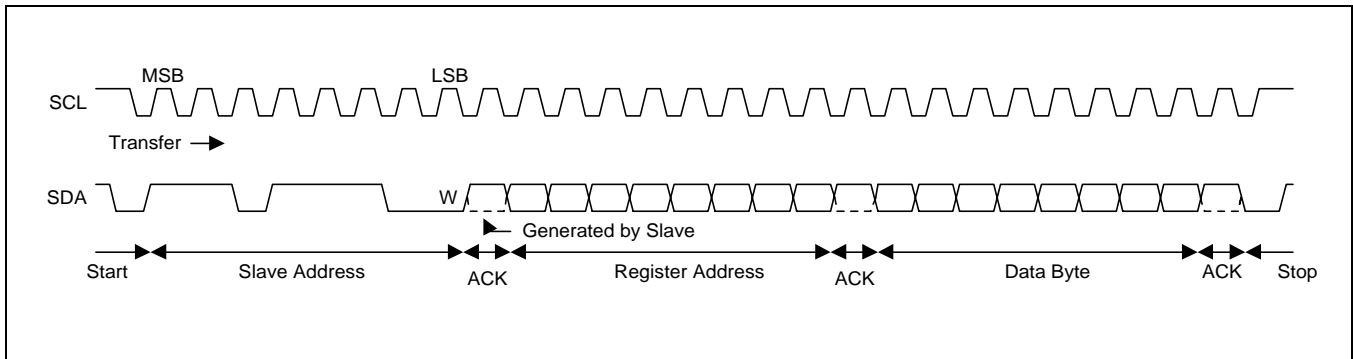 MSB
LSB
SCL
Transfer
SDA
W
Generated by Slave
Start
Slave Address
ACK
Register Address
ACK
Data Byte
ACK
Stop